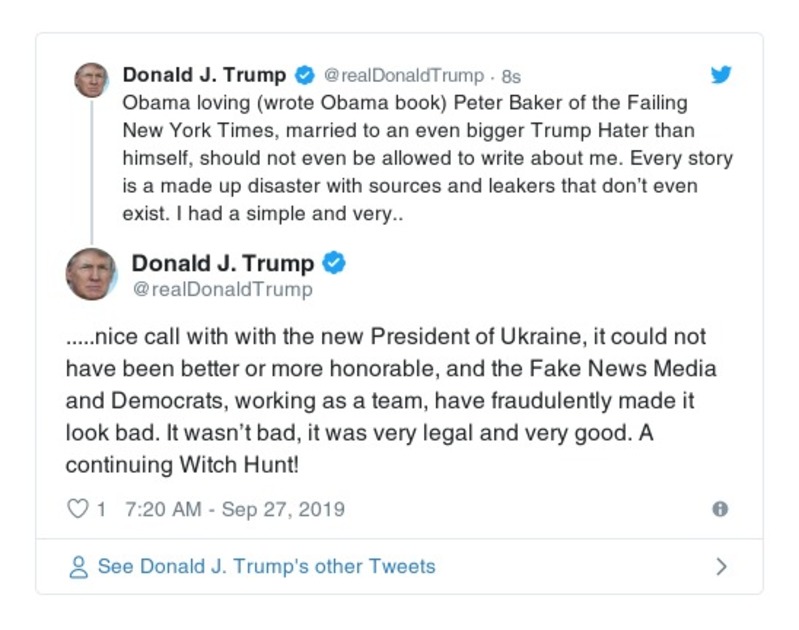 Donald J. Trump @realDonaldTrump · 8s
Obama loving (wrote Obama book) Peter Baker of the Failing
New York Times, married to an even bigger Trump Hater than
himself, should not even be allowed to write about me. Every story
is a made up disaster with sources and leakers that don’t even
exist. I had a simple and very..
Donald J. Trump
@realDonaldTrump
.....nice call with with the new President of Ukraine, it could not
have been better or more honorable, and the Fake News Media
and Democrats, working as a team, have fraudulently made it
look bad. It wasn’t bad, it was very legal and very good. A
continuing Witch Hunt!
1 7:20 AM - Sep 27, 2019
See Donald J. Trump's other Tweets